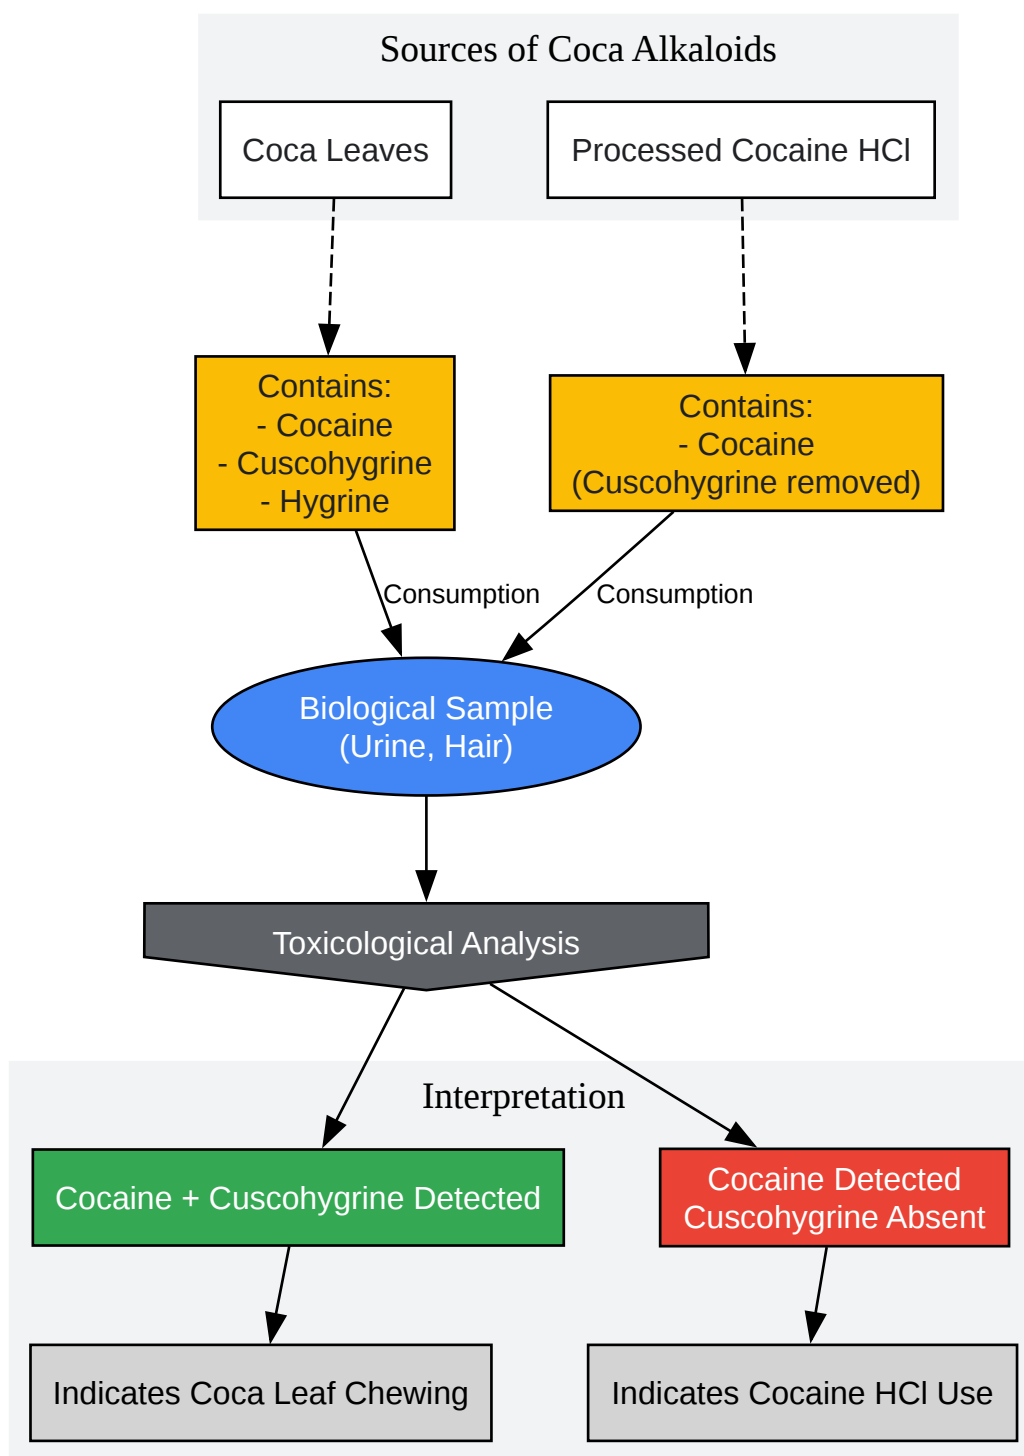 Sources of Coca Alkaloids
Coca Leaves
Processed Cocaine HCl
Contains:
- Cocaine
- Cuscohygrine
- Hygrine
Contains:
- Cocaine
(Cuscohygrine removed)
Consumption
Consumption
Biological Sample
(Urine, Hair)
Toxicological Analysis
Interpretation
Cocaine + Cuscohygrine Detected
Cocaine Detected
Cuscohygrine Absent
Indicates Coca Leaf Chewing
Indicates Cocaine HCl Use